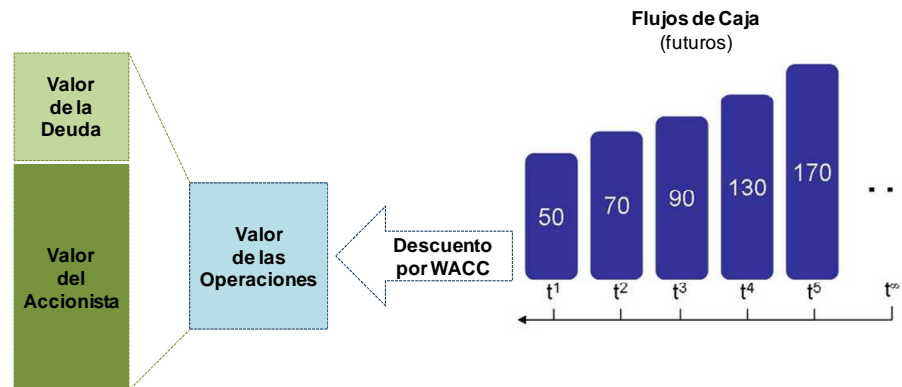 Flujos de Caja
(futuros)
Valor
de la
Deuda
Valor
del
Accionista
Valor
de las
Operaciones
Descuento
por WACC
50
70
90
130
170
..
t¹
t²
t³
t⁴
t⁵
t∞